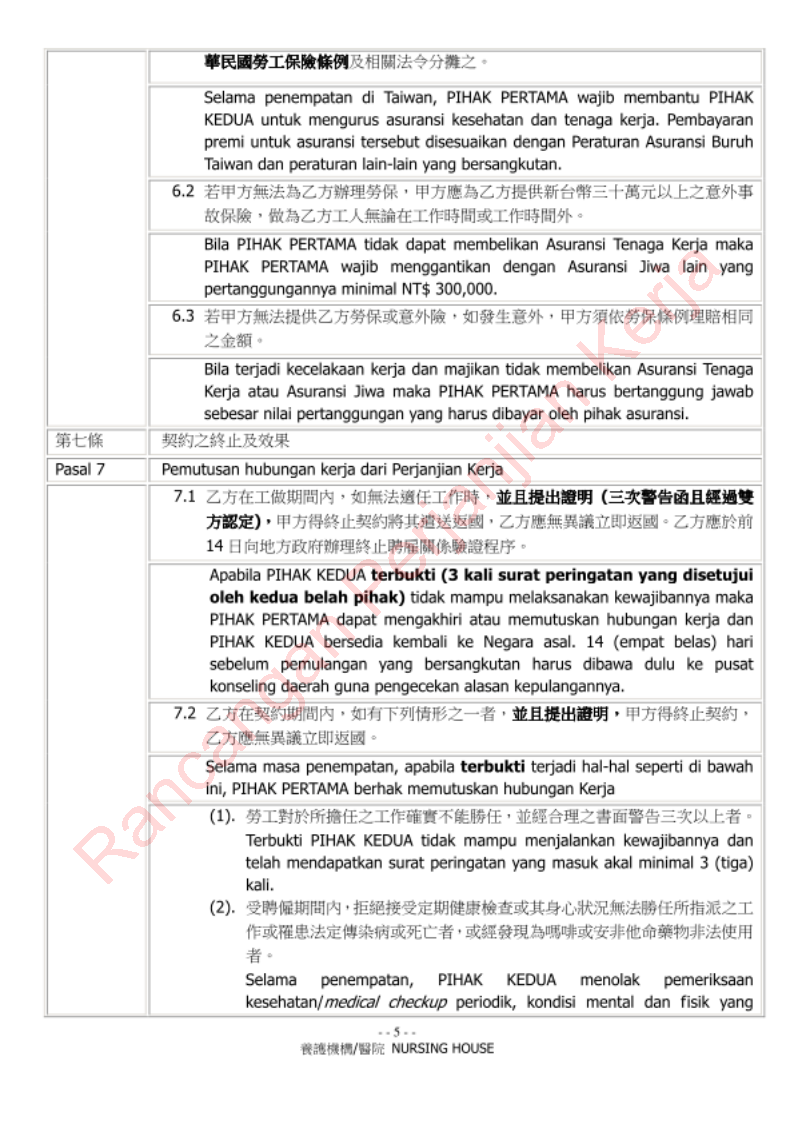 華民國勞工保險條例及相關法令分攤之。
Selama penempatan di Taiwan, PIHAK PERTAMA wajib membantu PIHAK
KEDUA untuk mengurus asuransi kesehatan dan tenaga kerja. Pembayaran
premi untuk asuransi tersebut disesuaikan dengan Peraturan Asuransi Buruh
Taiwan dan peraturan lain-lain yang bersangkutan.
6.2 若甲方無法為乙方辦理勞保，甲方應為乙方提供新台幣三十萬元以上之意外事
故保險，做為乙方工人無論在工作時間或工作時間外。
Bila PIHAK PERTAMA tidak dapat membelikan Asuransi Tenaga Kerja maka
PIHAK PERTAMA wajib menggantikan dengan Asuransi Jiwa lain yang
pertanggungannya minimal NT$ 300,000.
6.3 若甲方無法提供乙方勞保或意外險，如發生意外，甲方須依勞保條例理賠相同
之金額。
Bila terjadi kecelakaan kerja dan majikan tidak membelikan Asuransi Tenaga
Kerja atau Asuransi Jiwa maka PIHAK PERTAMA harus bertanggung jawab
sebesar nilai pertanggungan yang harus dibayar oleh pihak asuransi.
第七條 契約之終止及效果
Pasal 7 Pemutusan hubungan kerja dari Perjanjian Kerja
7.1 乙方在工做期間內，如無法適任工作時，並且提出證明 (三次警告函且經過雙
方認定)，甲方得終止契約將其遣送返國，乙方應無異議立即返國。乙方應於前
14 日向地方政府辦理終止聘雇關係驗證程序。
Apabila PIHAK KEDUA terbukti (3 kali surat peringatan yang disetujui
oleh kedua belah pihak) tidak mampu melaksanakan kewajibannya maka
PIHAK PERTAMA dapat mengakhiri atau memutuskan hubungan kerja dan
PIHAK KEDUA bersedia kembali ke Negara asal. 14 (empat belas) hari
sebelum pemulangan yang bersangkutan harus dibawa dulu ke pusat
konseling daerah guna pengecekan alasan kepulangannya.
7.2 乙方在契約期間內，如有下列情形之一者，並且提出證明，甲方得終止契約，
乙方應無異議立即返國。
Selama masa penempatan, apabila terbukti terjadi hal-hal seperti di bawah
ini, PIHAK PERTAMA berhak memutuskan hubungan Kerja
(1). 勞工對於所擔任之工作確實不能勝任，並經合理之書面警告三次以上者。
Terbukti PIHAK KEDUA tidak mampu menjalankan kewajibannya dan
telah mendapatkan surat peringatan yang masuk akal minimal 3 (tiga)
kali.
(2). 受聘僱期間內，拒絕接受定期健康檢查或其身心狀況無法勝任所指派之工
作或罹患法定傳染病或死亡者，或經發現為嗎啡或安非他命藥物非法使用
者。
Selama penempatan, PIHAK KEDUA menolak pemeriksaan
kesehatan/medical checkup periodik, kondisi mental dan fisik yang
Rancangan Perjanjian Kerja
- - 5 - -
養護機構/醫院 NURSING HOUSE